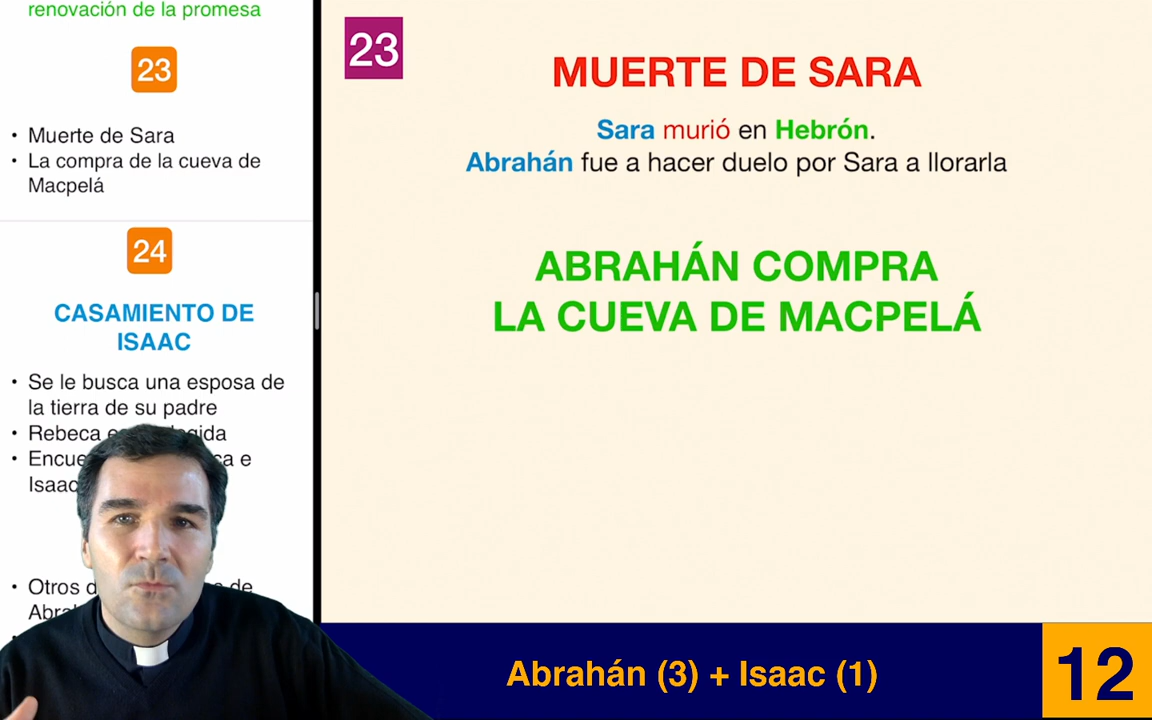 renovación de la promesa
23
• Muerte de Sara
• La compra de la cueva de
Macpelá
24
CASAMIENTO DE
ISAAC
• Se le busca una esposa de
la tierra de su padre
• Rebeca
• e
Isaac
• Otros de
23
MUERTE DE SARA
Sara murió en Hebrón.
Abrahán fue a hacer duelo por Sara a llorarla
ABRAHÁN COMPRA
LA CUEVA DE MACPELÁ
Abrahán (3) + Isaac (1)
12